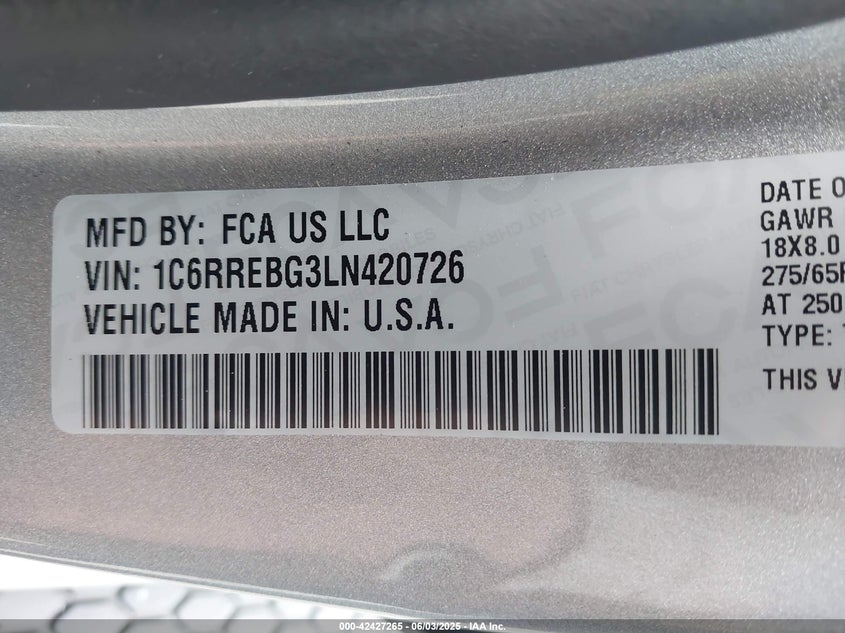 MFD BY: FCA US LLC
VIN: 1C6RREBG3LN420726
VEHICLE MADE IN: U.S.A.
DATE O
GAWR
18X8.0
275/65R
AT 250
TYPE:
THIS V
000-42427265 - 06/03/2025 - IAA Inc.